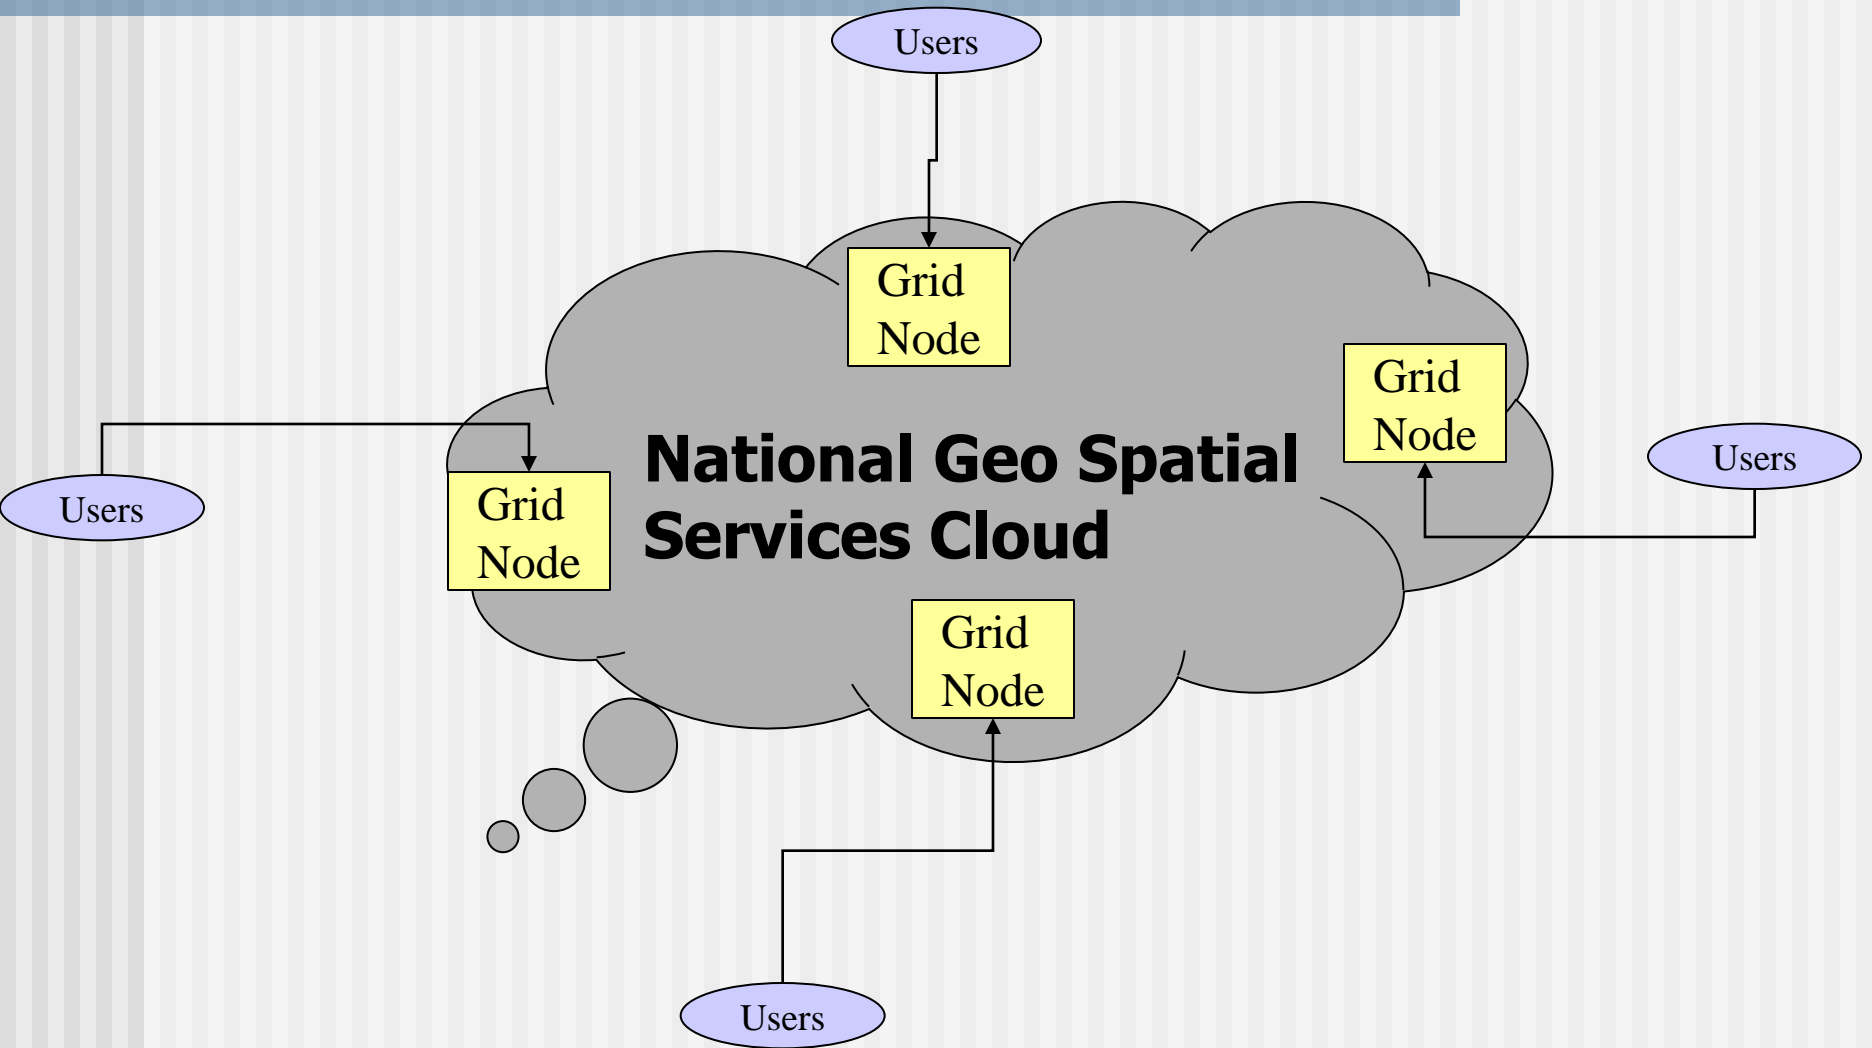 Users
Grid
Node
Grid
Node
National Geo Spatial
Services Cloud
Users
Users
Grid
Node
Grid
Node
Users